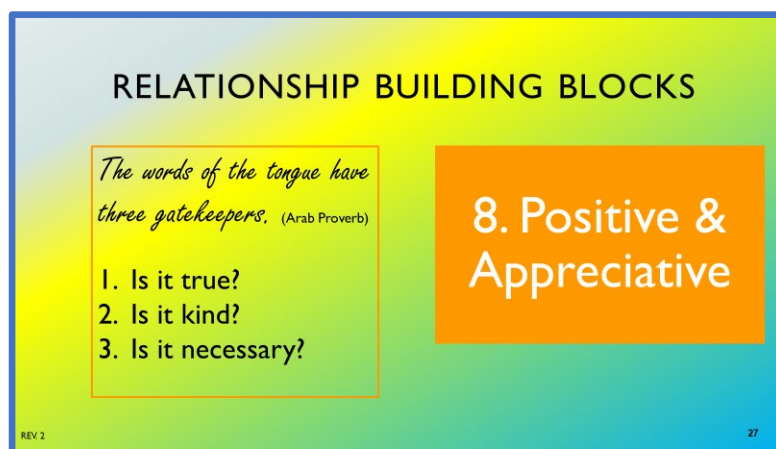 RELATIONSHIP BUILDING BLOCKS
The words of the tongue have
three gatekeepers. (Arab Proverb)
1. Is it true?
2. Is it kind?
3. Is it necessary?
8. Positive &
Appreciative
REV. 2
27